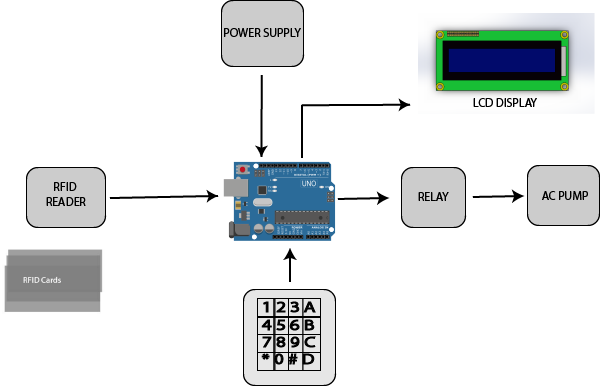 POWER SUPPLY
LCD DISPLAY
RFID
READER
UNO
RELAY
AC PUMP
RFID Cards
1 2 3 A
4 5 6 B
7 8 9 C
* 0 # D